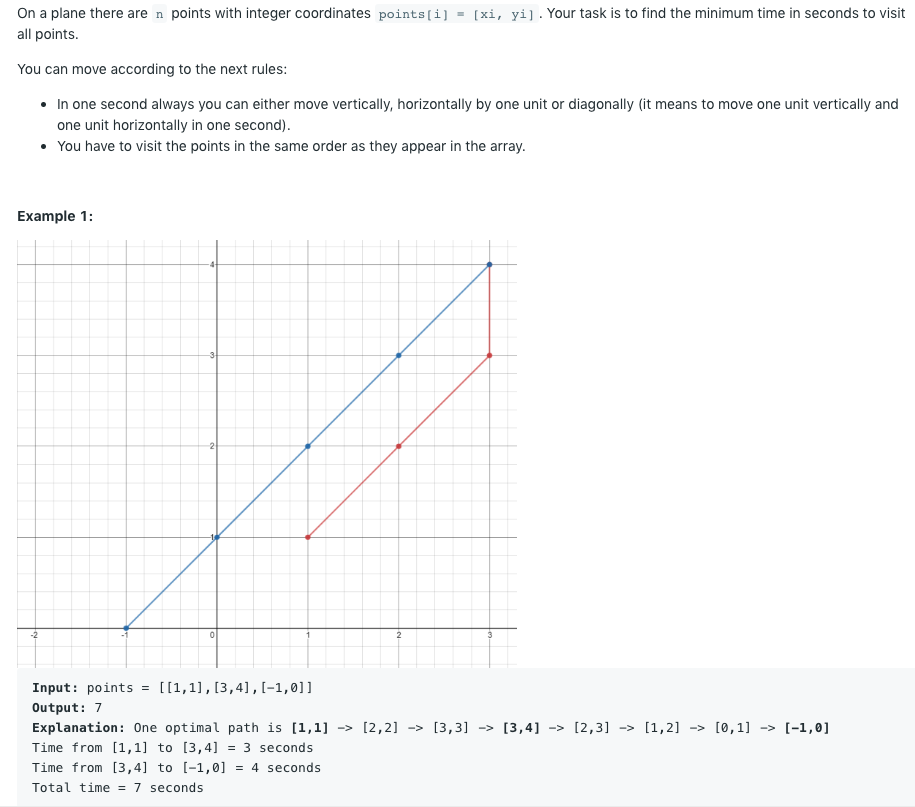 On a plane there are n points with integer coordinates points[i] = [xi, yi]. Your task is to find the minimum time in seconds to visit
all points.
You can move according to the next rules:
• In one second always you can either move vertically, horizontally by one unit or diagonally (it means to move one unit vertically and
one unit horizontally in one second).
• You have to visit the points in the same order as they appear in the array.
Example 1:
4
3
2
1
-2 -1 0 1 2 3
Input: points = [[1,1],[3,4],[-1,0]]
Output: 7
Explanation: One optimal path is [1,1] -> [2,2] -> [3,3] -> [3,4] -> [2,3] -> [1,2] -> [0,1] -> [-1,0]
Time from [1,1] to [3,4] = 3 seconds
Time from [3,4] to [-1,0] = 4 seconds
Total time = 7 seconds